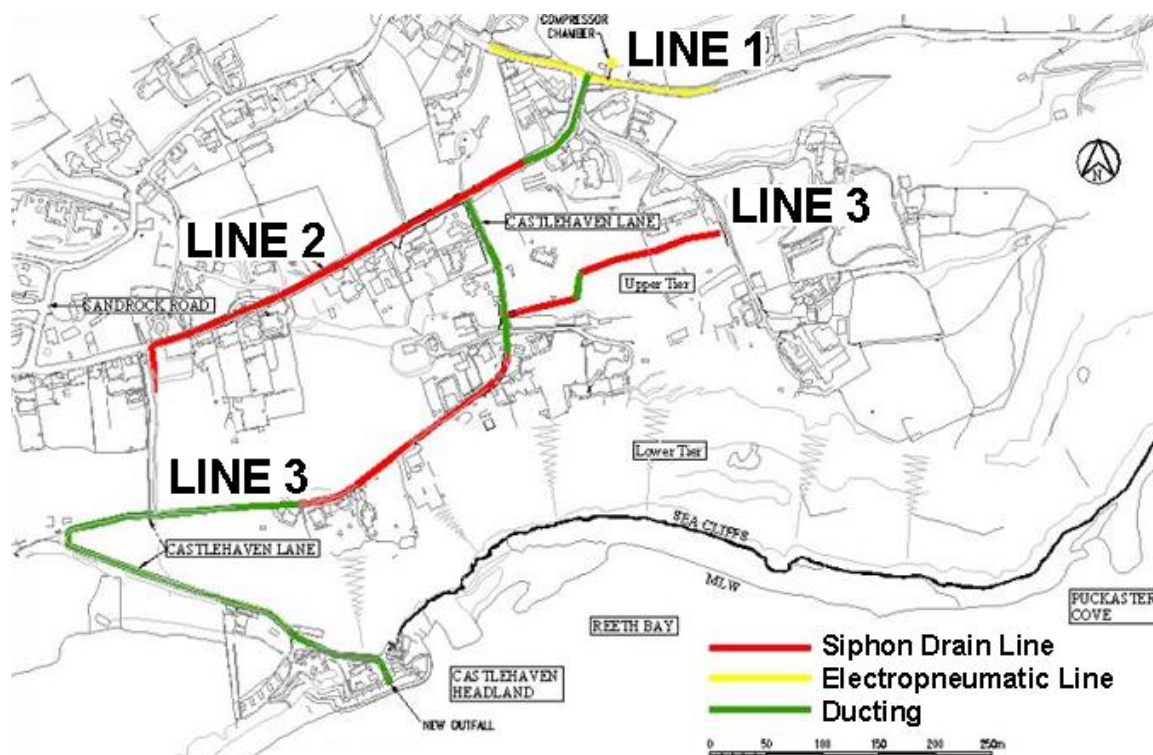 COMPRESSOR
CHAMBER
LINE 1
N
LINE 3
CASTLEHAVEN LANE
LINE 2
Upper Tier
SANDROCK ROAD
Lower Tier
LINE 3
SEA CLIFFS
CASTLEHAVEN LANE
MLW
PUCKASTER
COVE
REETH BAY
Siphon Drain Line
CASTLEHAVEN
HEADLAND
Electropneumatic Line
Ducting
NEW OUTFALL
0 50 100 150 200 250m